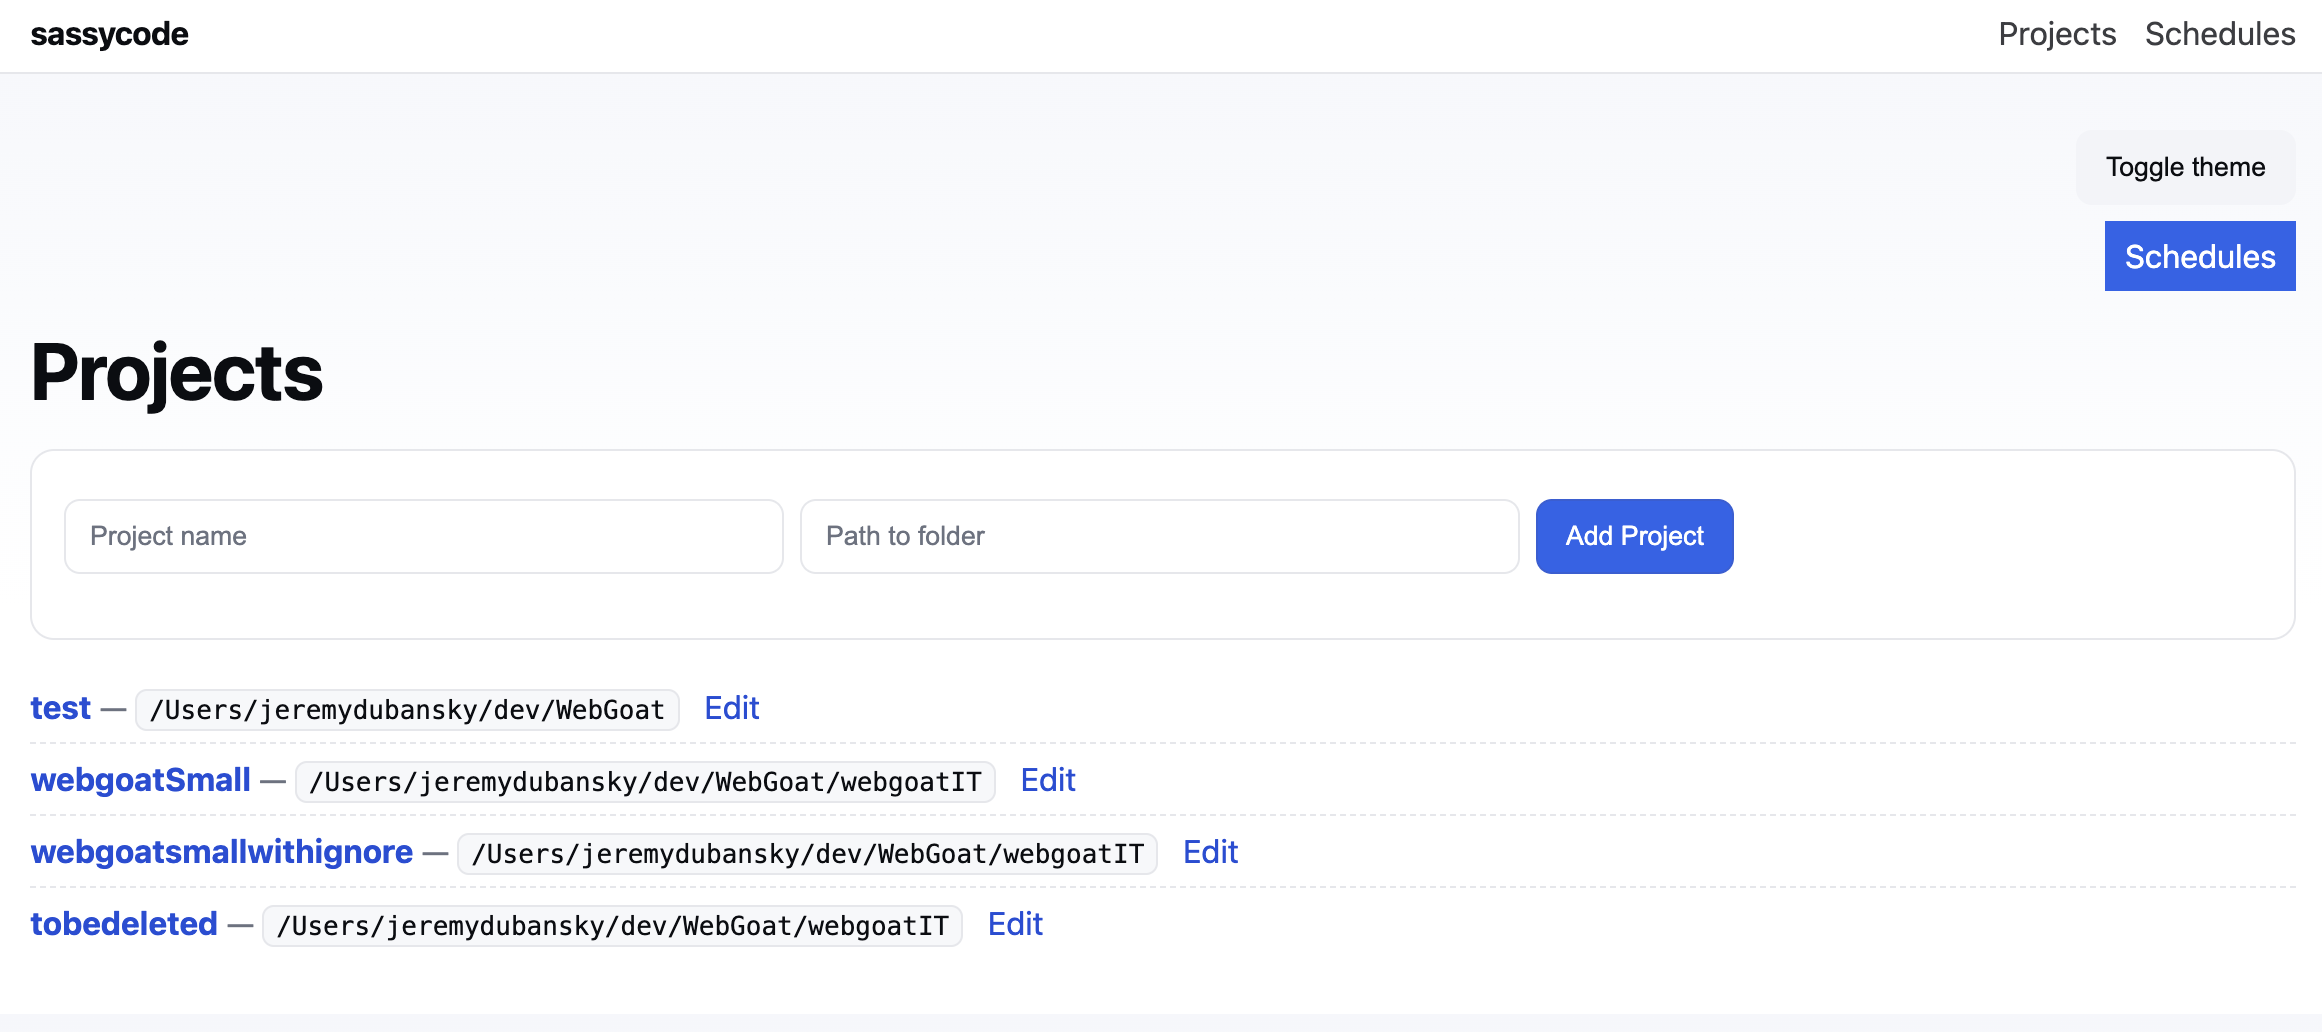 sassycode Projects Schedules
Toggle theme
Schedules
Projects
Project name Path to folder Add Project
test — /Users/jeremydubansky/dev/WebGoat Edit
webgoatSmall — /Users/jeremydubansky/dev/WebGoat/webgoatIT Edit
webgoatsmallwithignore — /Users/jeremydubansky/dev/WebGoat/webgoatIT Edit
tobedeleted — /Users/jeremydubansky/dev/WebGoat/webgoatIT Edit